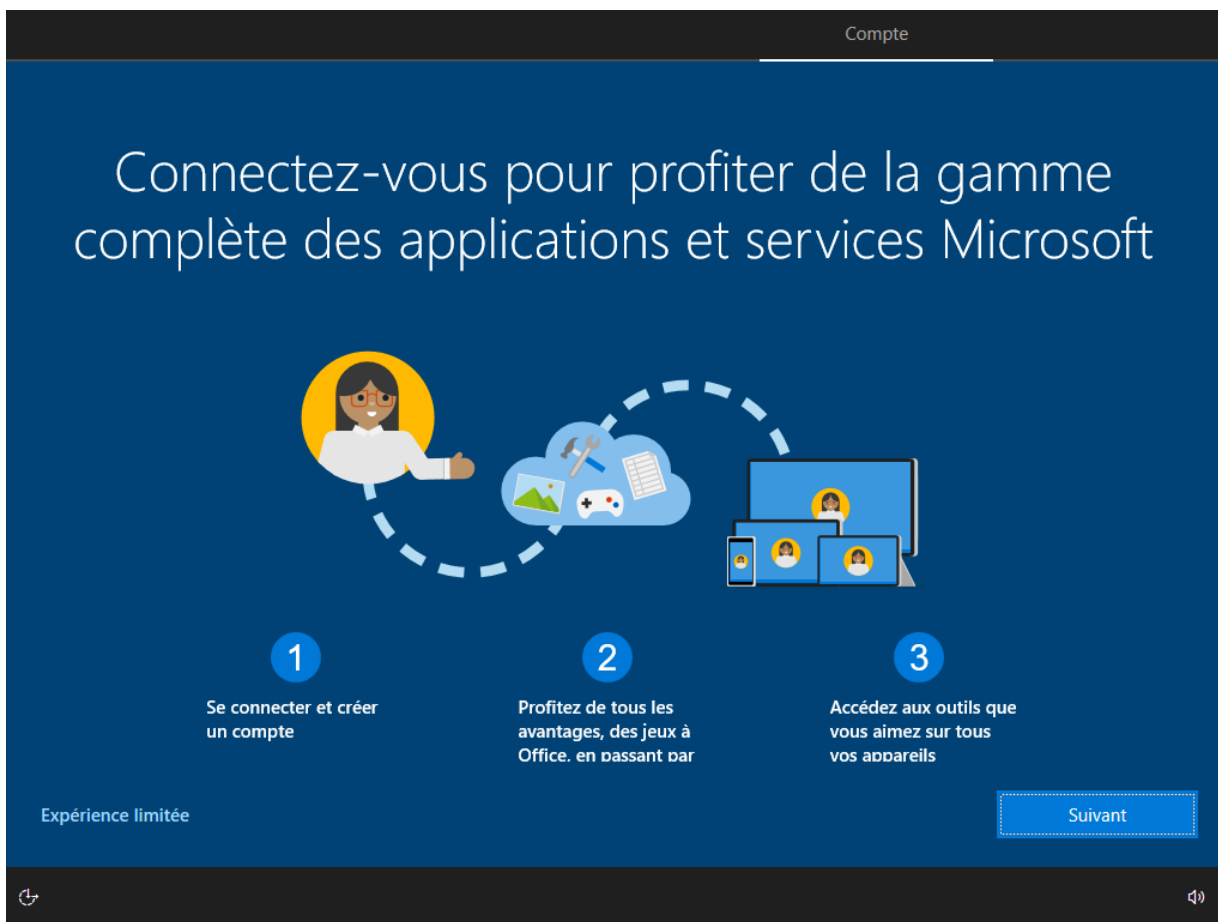 Compte
Connectez-vous pour profiter de la gamme
complète des applications et services Microsoft
1
Se connecter et créer
un compte
2
Profitez de tous les
avantages, des jeux à
Office, en passant par
3
Accédez aux outils que
vous aimez sur tous
vos appareils
Expérience limitée
Suivant